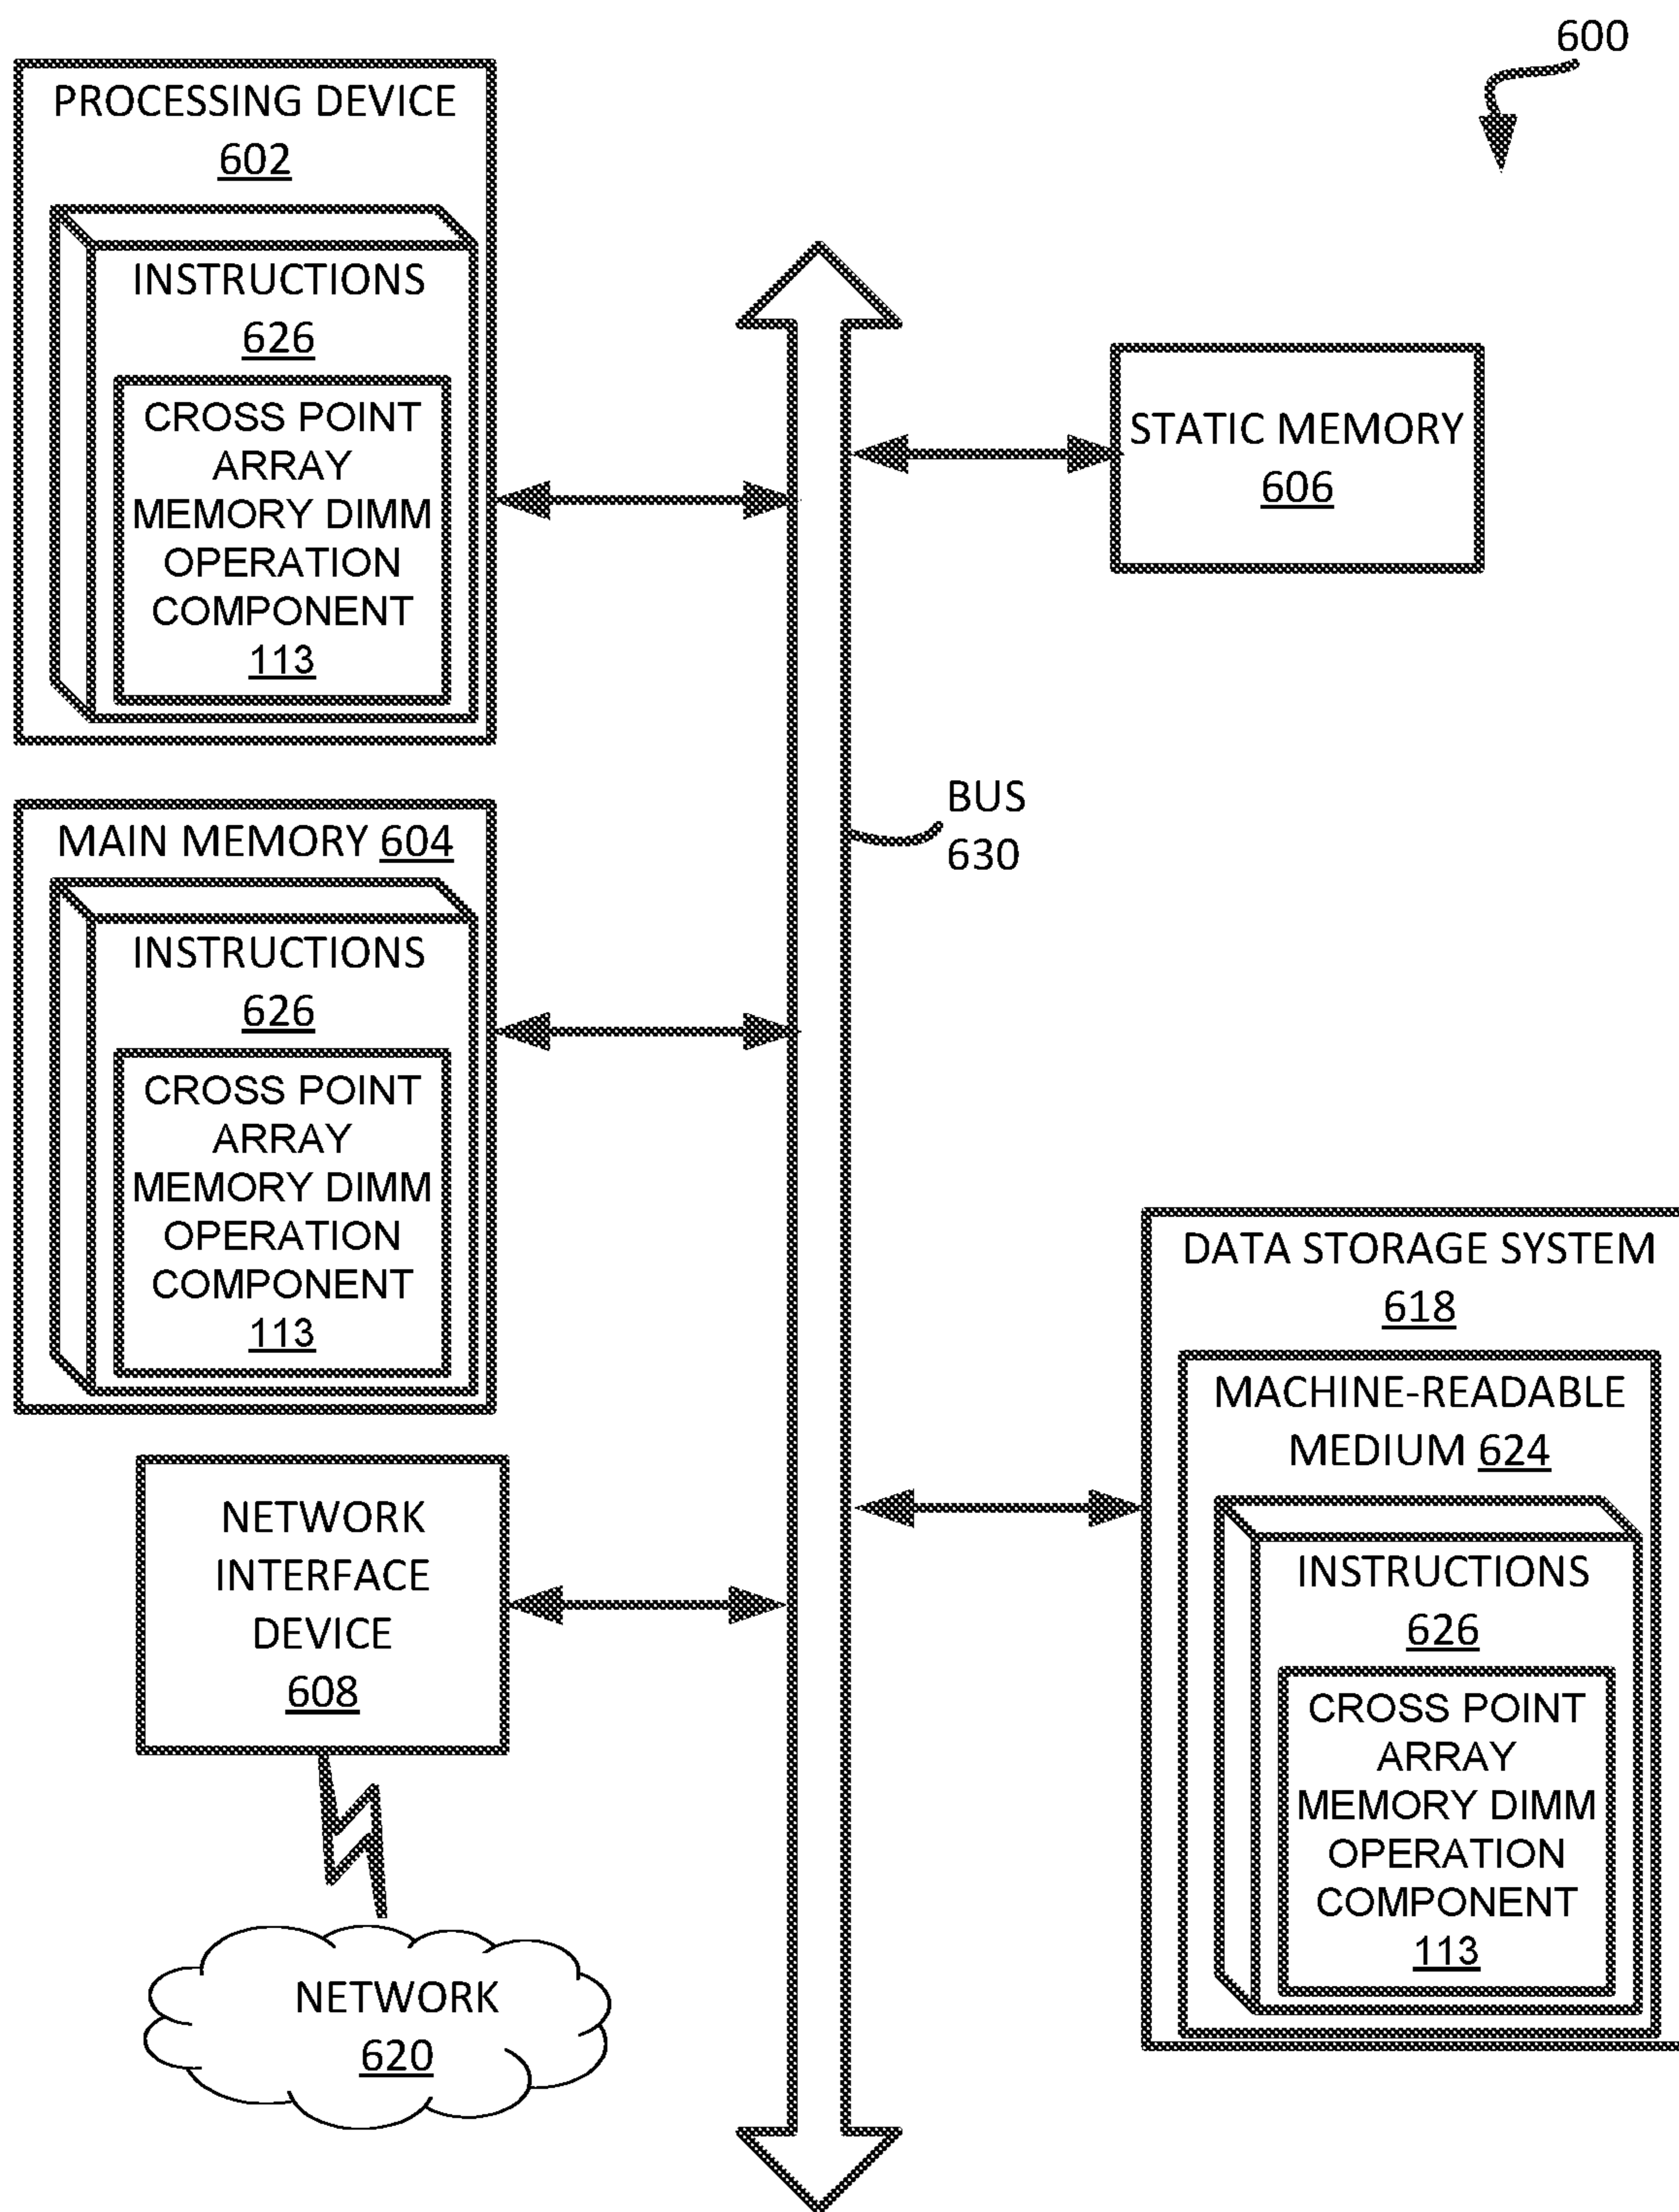 600
PROCESSING DEVICE
602
INSTRUCTIONS
626
CROSS POINT
ARRAY
MEMORY DIMM
OPERATION
COMPONENT
113
STATIC MEMORY
606
BUS
630
MAIN MEMORY 604
INSTRUCTIONS
626
CROSS POINT
ARRAY
MEMORY DIMM
OPERATION
COMPONENT
113
DATA STORAGE SYSTEM
618
MACHINE-READABLE
MEDIUM 624
INSTRUCTIONS
626
CROSS POINT
ARRAY
MEMORY DIMM
OPERATION
COMPONENT
113
NETWORK
INTERFACE
DEVICE
608
NETWORK
620